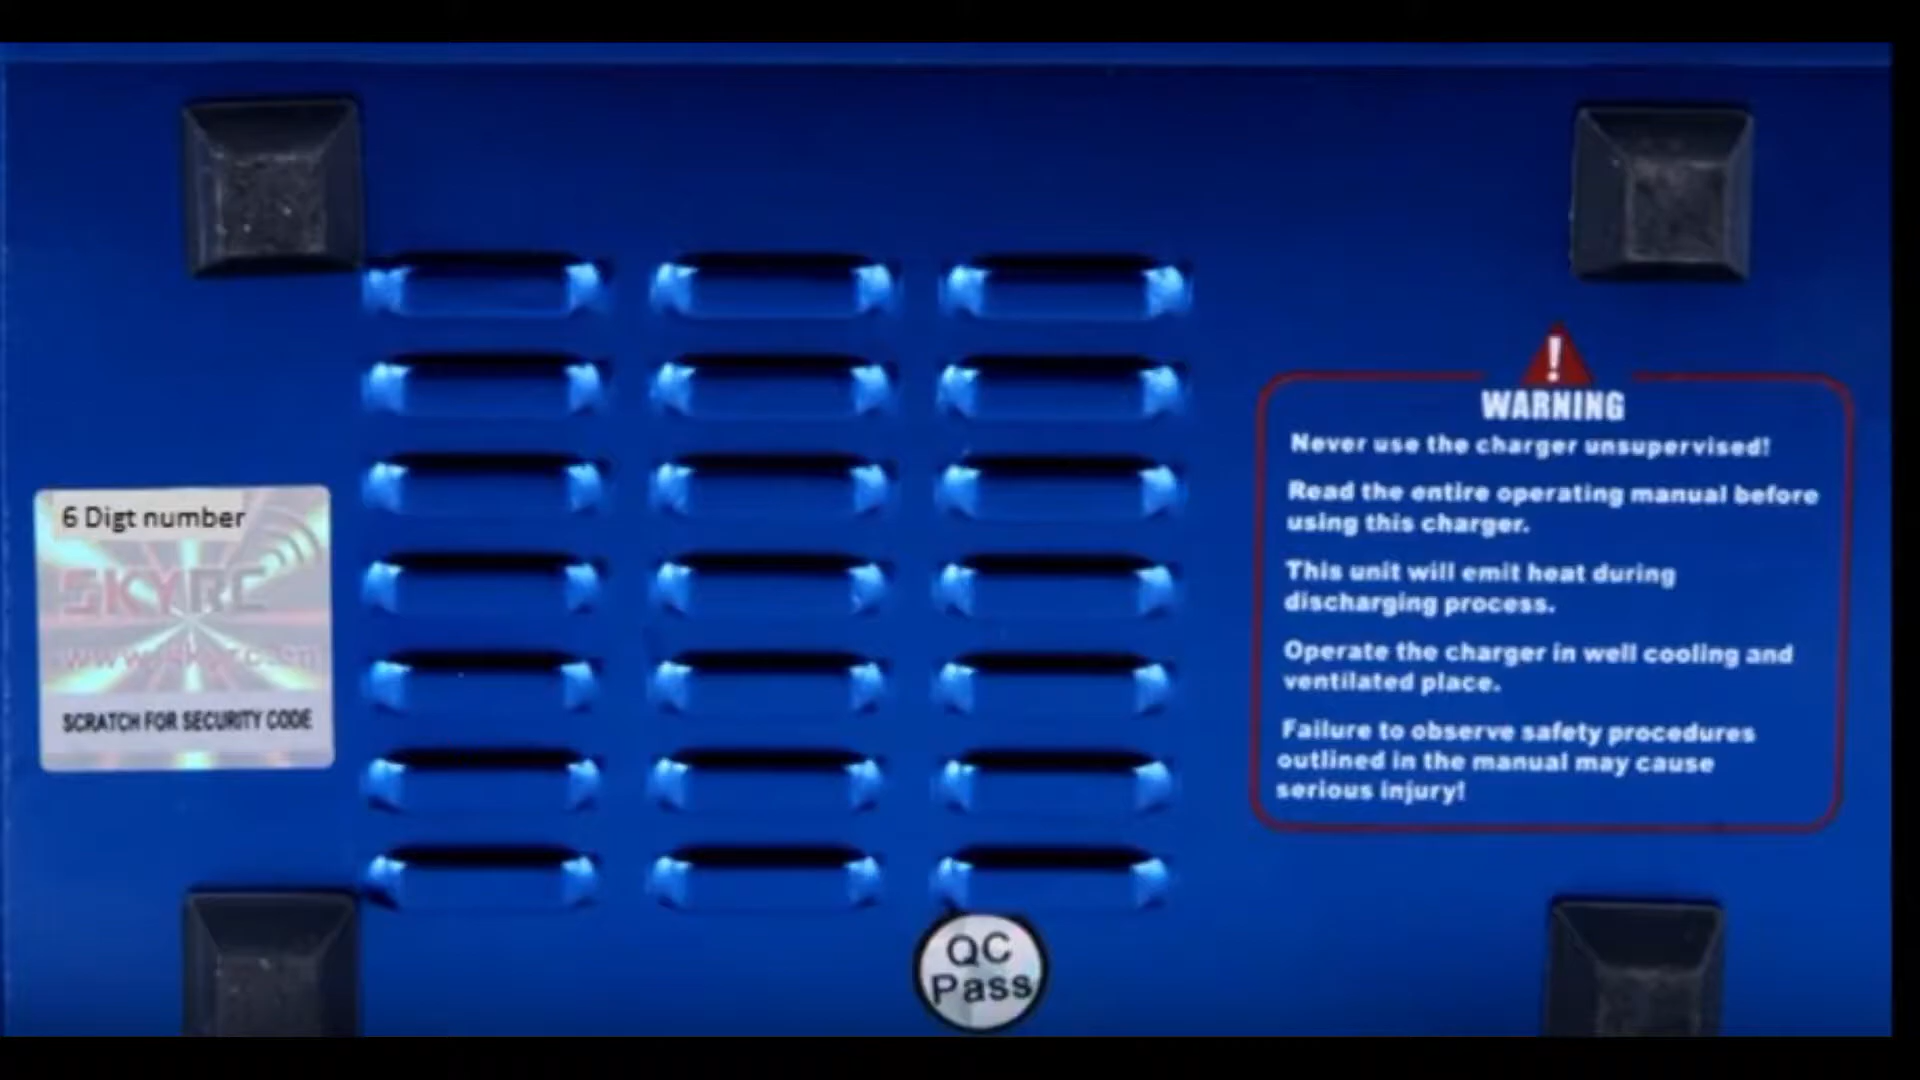 6 Digt number
SKYRC
SCRATCH FOR SECURITY CODE
!
WARNING
Never use the charger unsupervised!
Read the entire operating manual before
using this charger.
This unit will emit heat during
discharging process.
Operate the charger in well cooling and
ventilated place.
Failure to observe safety procedures
outlined in the manual may cause
serious injury!
QC
Pass